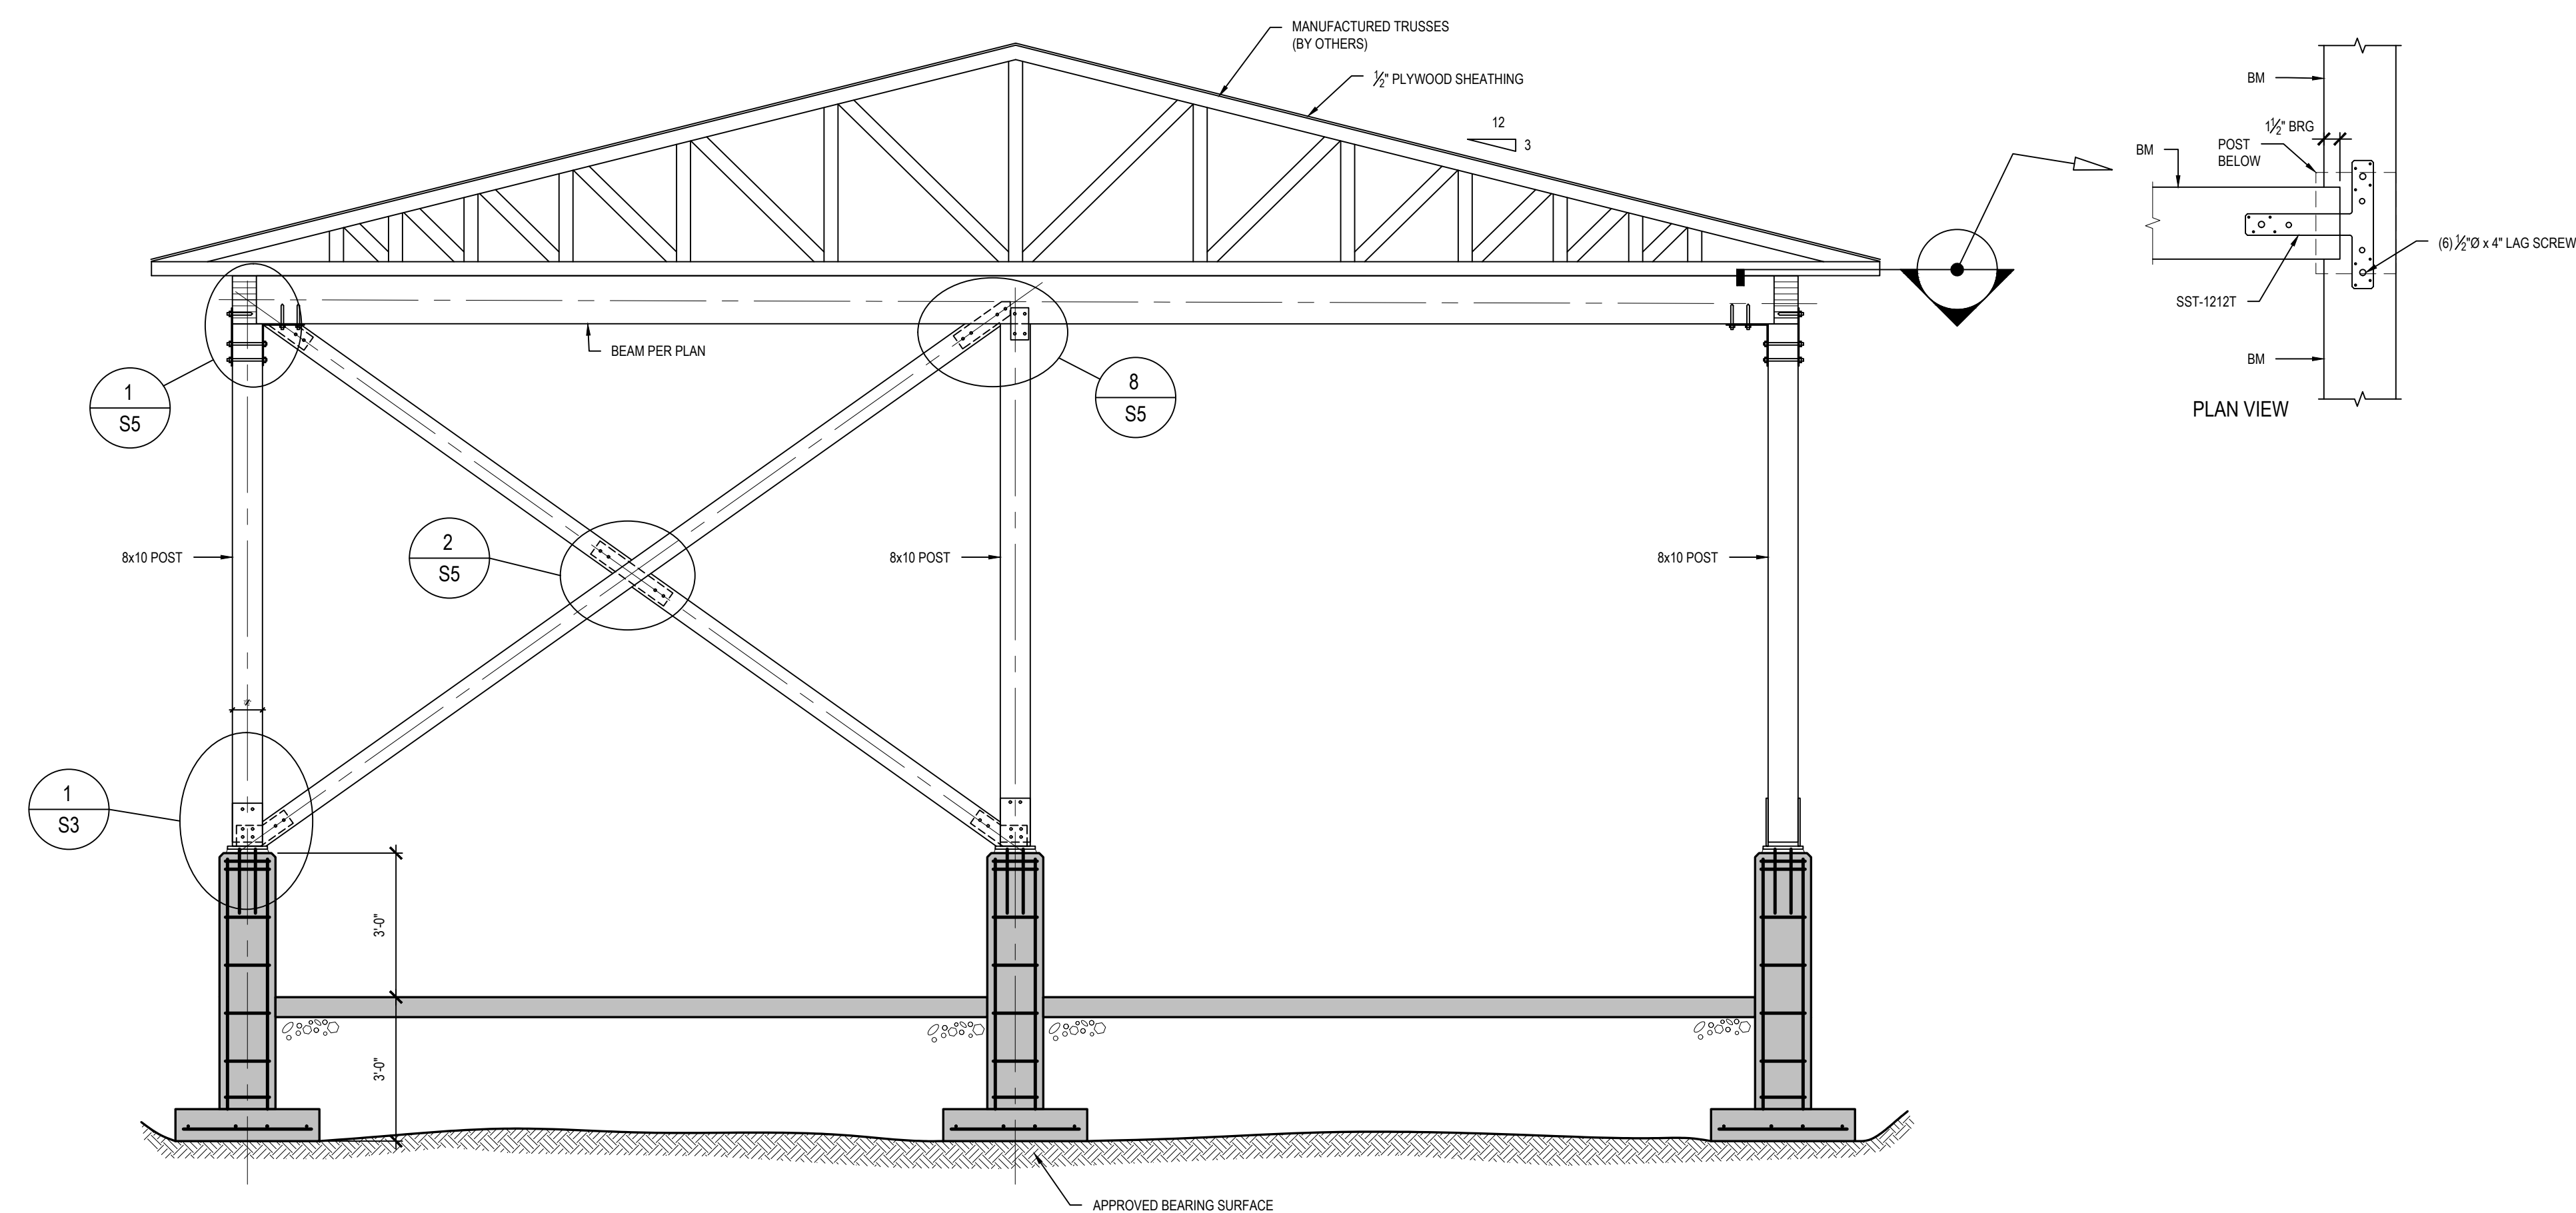 MANUFACTURED TRUSSES
(BY OTHERS)
½" PLYWOOD SHEATHING
12
3
BM
1½" BRG
POST
BELOW
BM
(6) ½"Ø x 4" LAG SCREW
SST-1212T
BM
PLAN VIEW
BEAM PER PLAN
1
S5
8
S5
8x10 POST
2
S5
8x10 POST
8x10 POST
1
S3
3'-0"
3'-0"
APPROVED BEARING SURFACE